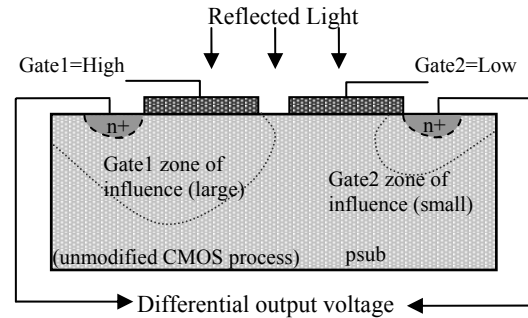 Reflected Light
Gate1=High
Gate2=Low
n+
n+
Gate1 zone of
influence (large)
Gate2 zone of
influence (small)
(unmodified CMOS process)
psub
Differential output voltage